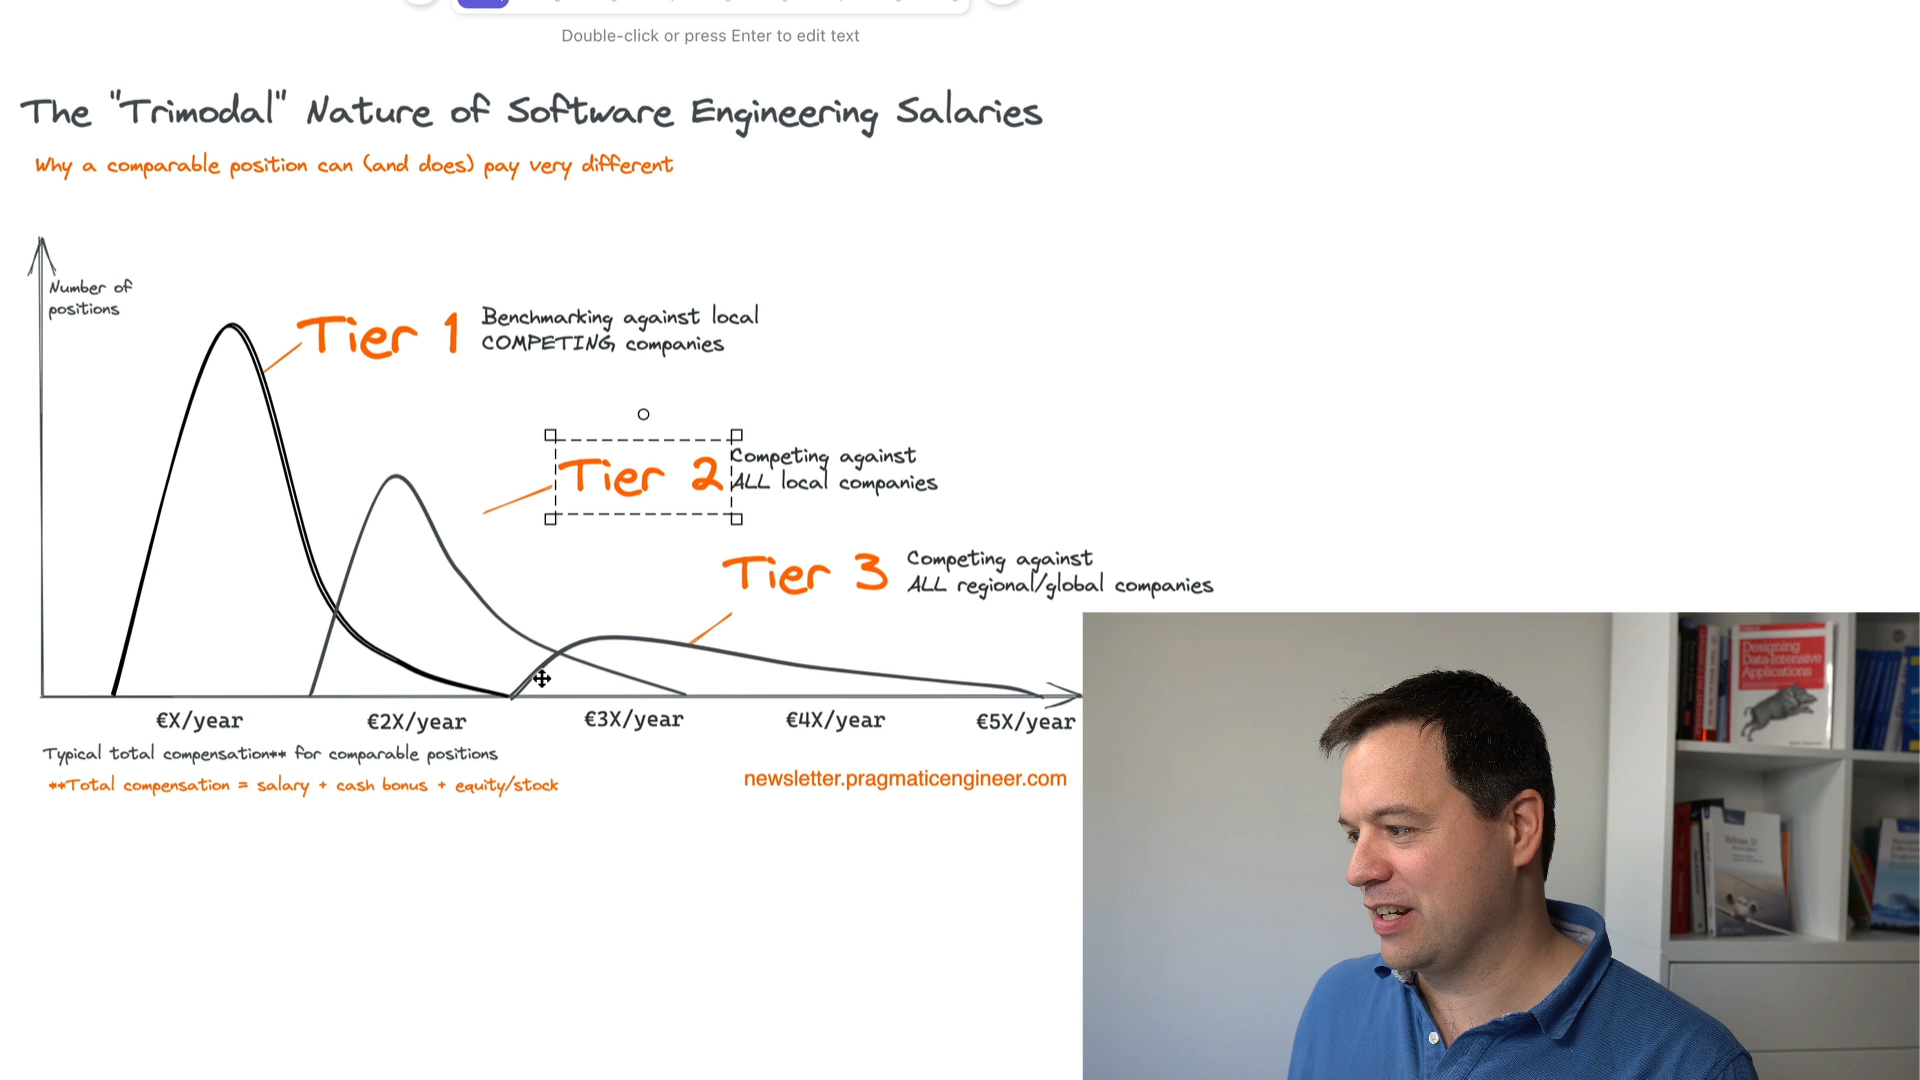 Double-click or press Enter to edit text
The "Trimodal" Nature of Software Engineering Salaries
Why a comparable position can (and does) pay very different
Number of
positions
Tier 1
Benchmarking against local
COMPETING companies
Tier 2
Competing against
ALL local companies
Tier 3
Competing against
ALL regional/global companies
€X/year
€2X/year
€3X/year
€4X/year
€5X/year
Typical total compensation** for comparable positions
**Total compensation = salary + cash bonus + equity/stock
newsletter.pragmaticengineer.com
Designing
Data-Intensive
Applications
Release It!